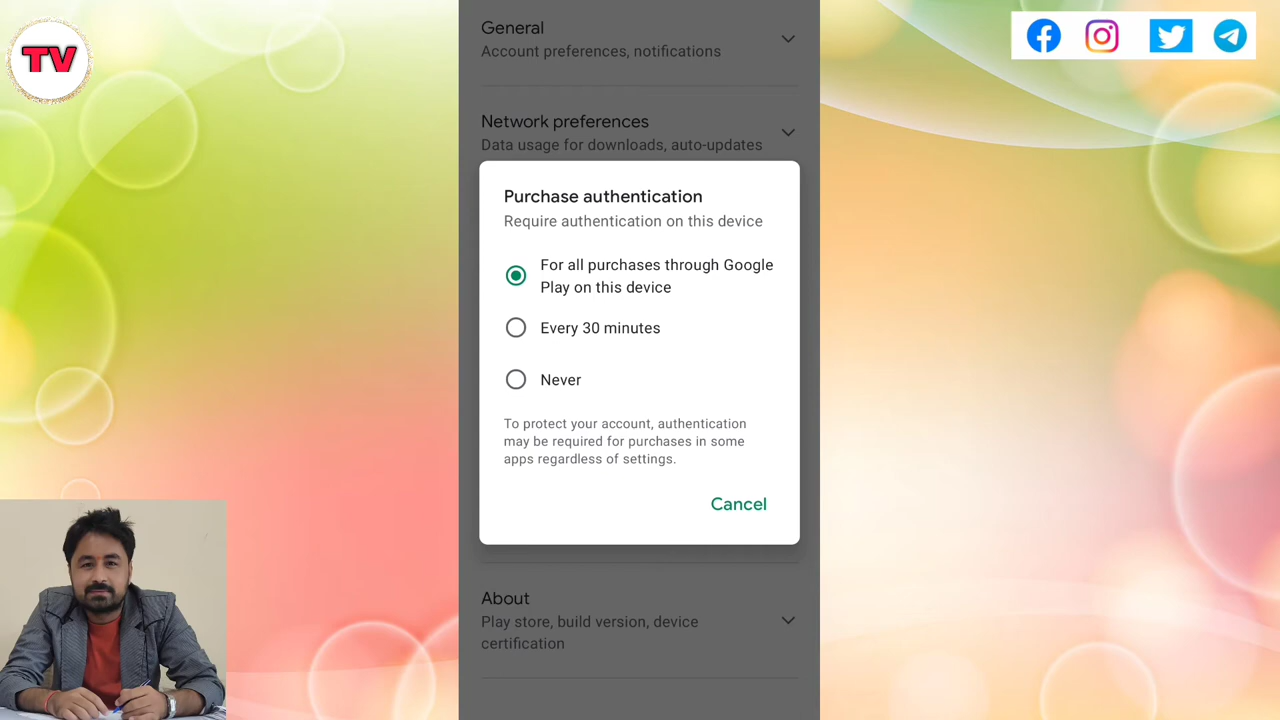 TV
General
Account preferences, notifications
Network preferences
Data usage for downloads, auto-updates
Purchase authentication
Require authentication on this device
For all purchases through Google
Play on this device
Every 30 minutes
Never
To protect your account, authentication
may be required for purchases in some
apps regardless of settings.
Cancel
About
Play store, build version, device
certification